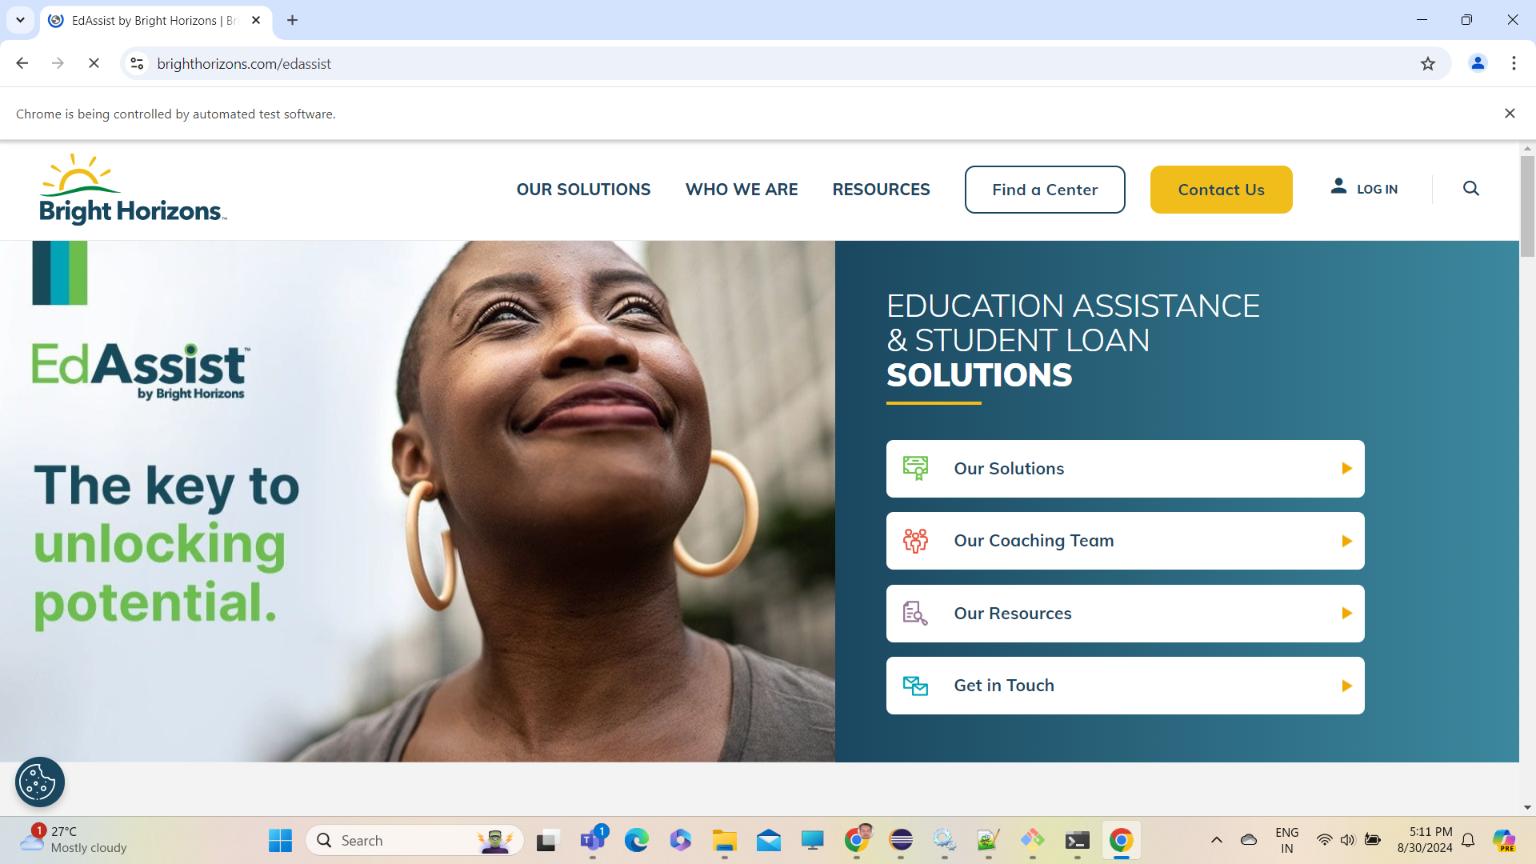 EdAssist by Bright Horizons | Br
brighthorizons.com/edassist
Chrome is being controlled by automated test software.
Bright Horizons™
OUR SOLUTIONS
WHO WE ARE
RESOURCES
Find a Center
Contact Us
LOG IN
EdAssist™
by Bright Horizons
The key to
unlocking
potential.
EDUCATION ASSISTANCE
& STUDENT LOAN
SOLUTIONS
Our Solutions
Our Coaching Team
Our Resources
Get in Touch
1
27°C
Mostly cloudy
Search
1
ENG
IN
5:11 PM
8/30/2024
PRE